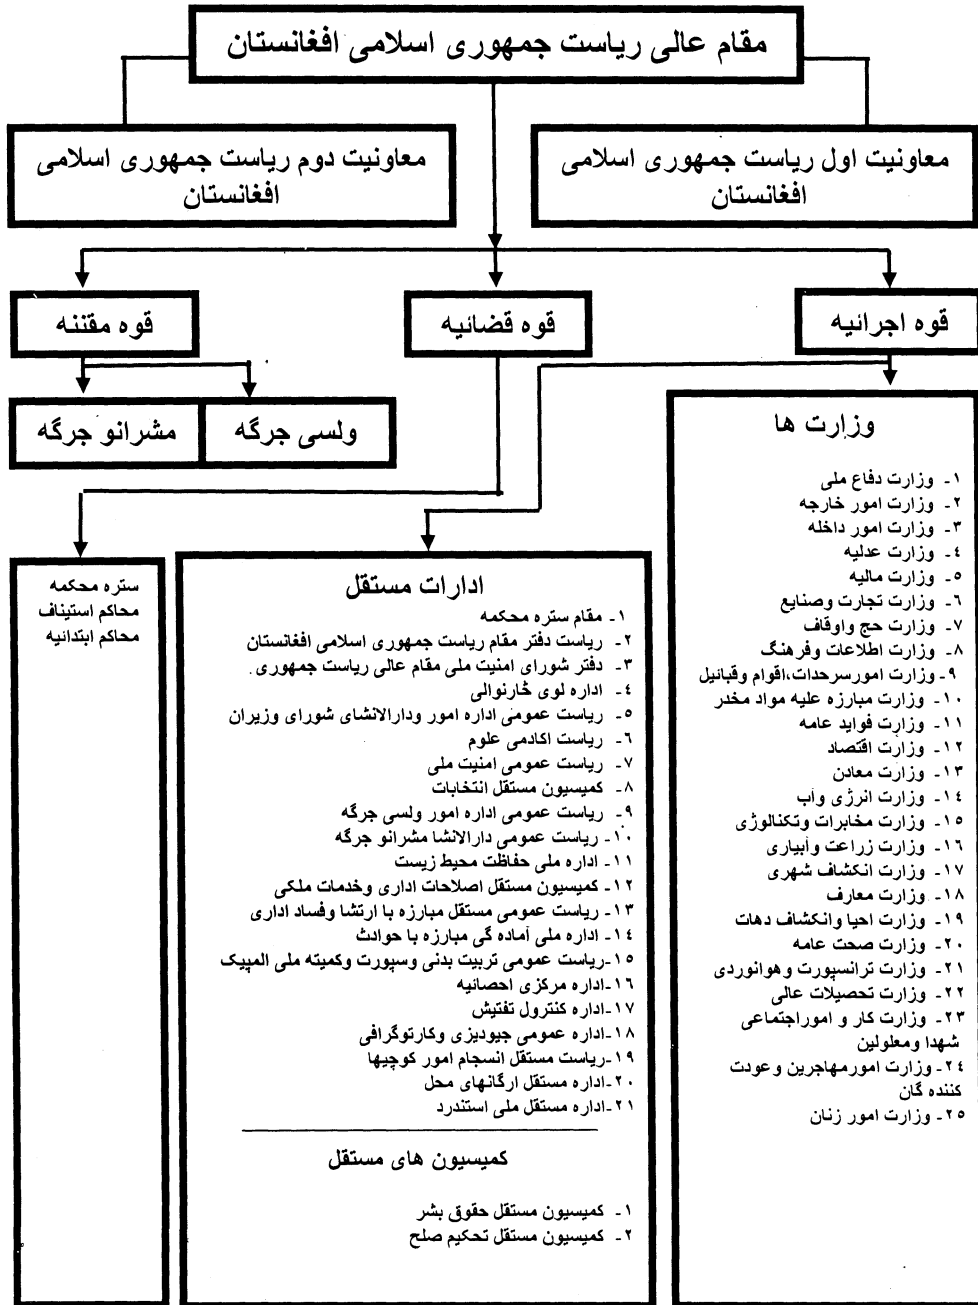 مقام عالی ریاست جمهوری اسلامی افغانستان
معاونیت اول ریاست جمهوری اسلامی
افغانستان
معاونیت دوم ریاست جمهوری اسلامی
افغانستان
قوه اجرائیه
قوه قضائیه
قوه مقننه
ولسی جرگه
مشرانو جرگه
وزارت ها
۱- وزارت دفاع ملی
۲- وزارت امور خارجه
۳- وزارت امور داخله
٤- وزارت عدلیه
۵- وزارت مالیه
۶- وزارت تجارت وصنایع
۷- وزارت حج واوقاف
۸- وزارت اطلاعات وفرهنگ
۹- وزارت امورسرحدات،اقوام وقبائیل
۱۰- وزارت مبارزه علیه مواد مخدر
۱۱- وزارت فواید عامه
۱۲- وزارت اقتصاد
۱۳- وزارت معادن
۱٤- وزارت انرژی وآب
۱۵- وزارت مخابرات وتکنالوژی
۱۶- وزارت زراعت وآبیاری
۱۷- وزارت انکشاف شهری
۱۸- وزارت معارف
۱۹- وزارت احیا وانکشاف دهات
۲۰- وزارت صحت عامه
۲۱- وزارت ترانسپورت وهوانوردی
۲۲- وزارت تحصیلات عالی
۲۳- وزارت کار و اموراجتماعی
شهدا ومعلولین
۲٤- وزارت امورمهاجرین وعودت
کننده گان
۲۵- وزارت امور زنان
ادارات مستقل
۱- مقام ستره محکمه
۲- ریاست دفتر مقام ریاست جمهوری اسلامی افغانستان
۳- دفتر شورای امنیت ملی مقام عالی ریاست جمهوری.
٤- اداره لوی څارنوالی
۵- ریاست عمومی اداره امور ودارالانشای شورای وزیران
۶- ریاست اکادمی علوم
۷- ریاست عمومی امنیت ملی
۸- کمیسیون مستقل انتخابات
۹- ریاست عمومی اداره امور ولسی جرگه
۱۰- ریاست عمومی دارالانشا مشرانو جرگه
۱۱- اداره ملی حفاظت محیط زیست
۱۲- کمیسیون مستقل اصلاحات اداری وخدمات ملکی
۱۳- ریاست عمومی مستقل مبارزه با ارتشا وفساد اداری
۱٤- اداره ملی آماده گی مبارزه با حوادث
۱۵-ریاست عمومی تربیت بدنی وسپورت وکمیته ملی المپیک
۱۶-اداره مرکزی احصائیه
۱۷-اداره کنترول تفتیش
۱۸-اداره عمومی جیودیزی وکارتوگرافی
۱۹-ریاست مستقل انسجام امور کوچیها
۲۰-اداره مستقل ارگانهای محل
۲۱-اداره مستقل ملی استندرد
کمیسیون های مستقل
۱- کمیسیون مستقل حقوق بشر
۲- کمیسیون مستقل تحکیم صلح
ستره محکمه
محاکم استیناف
محاکم ابتدائیه